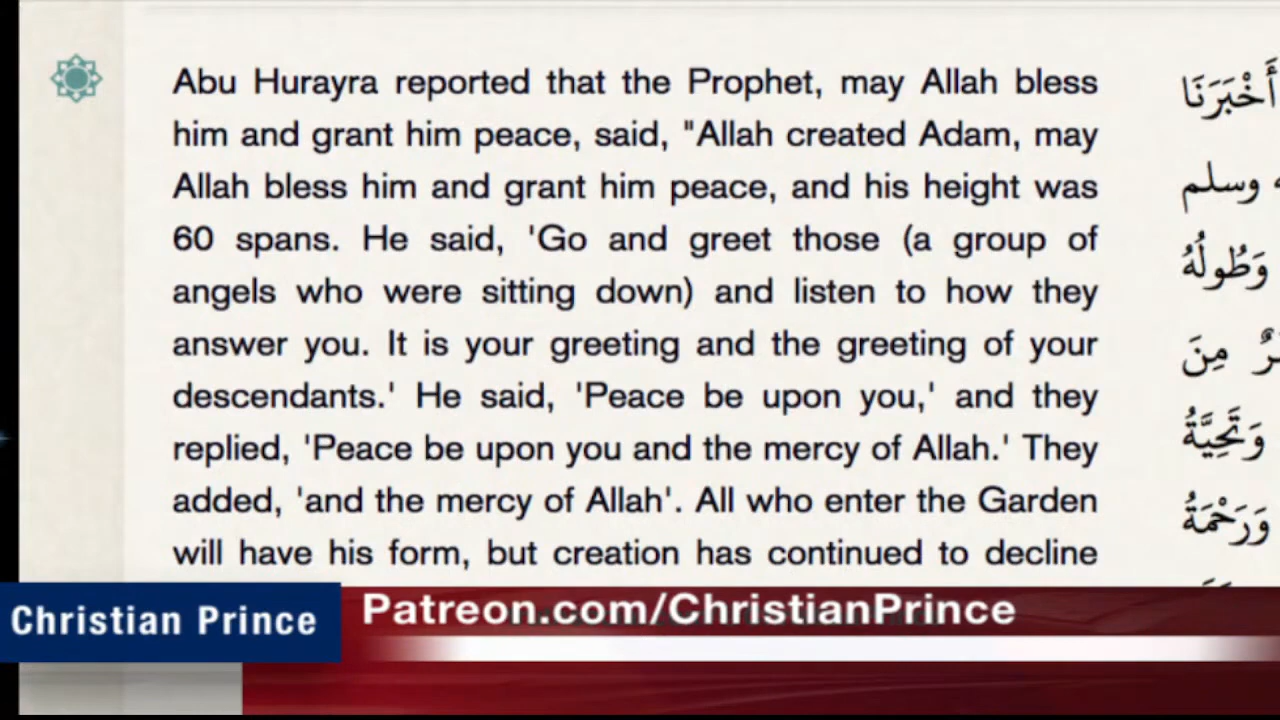 Abu Hurayra reported that the Prophet, may Allah bless
him and grant him peace, said, "Allah created Adam, may
Allah bless him and grant him peace, and his height was
60 spans. He said, 'Go and greet those (a group of
angels who were sitting down) and listen to how they
answer you. It is your greeting and the greeting of your
descendants.' He said, 'Peace be upon you,' and they
replied, 'Peace be upon you and the mercy of Allah.' They
added, 'and the mercy of Allah'. All who enter the Garden
will have his form, but creation has continued to decline
أَخْبَرَنَا
وسلم
وَطُولُهُ
مِنَ
وَتَحِيَّةُ
وَرَحْمَةُ
Christian Prince
Patreon.com/ChristianPrince